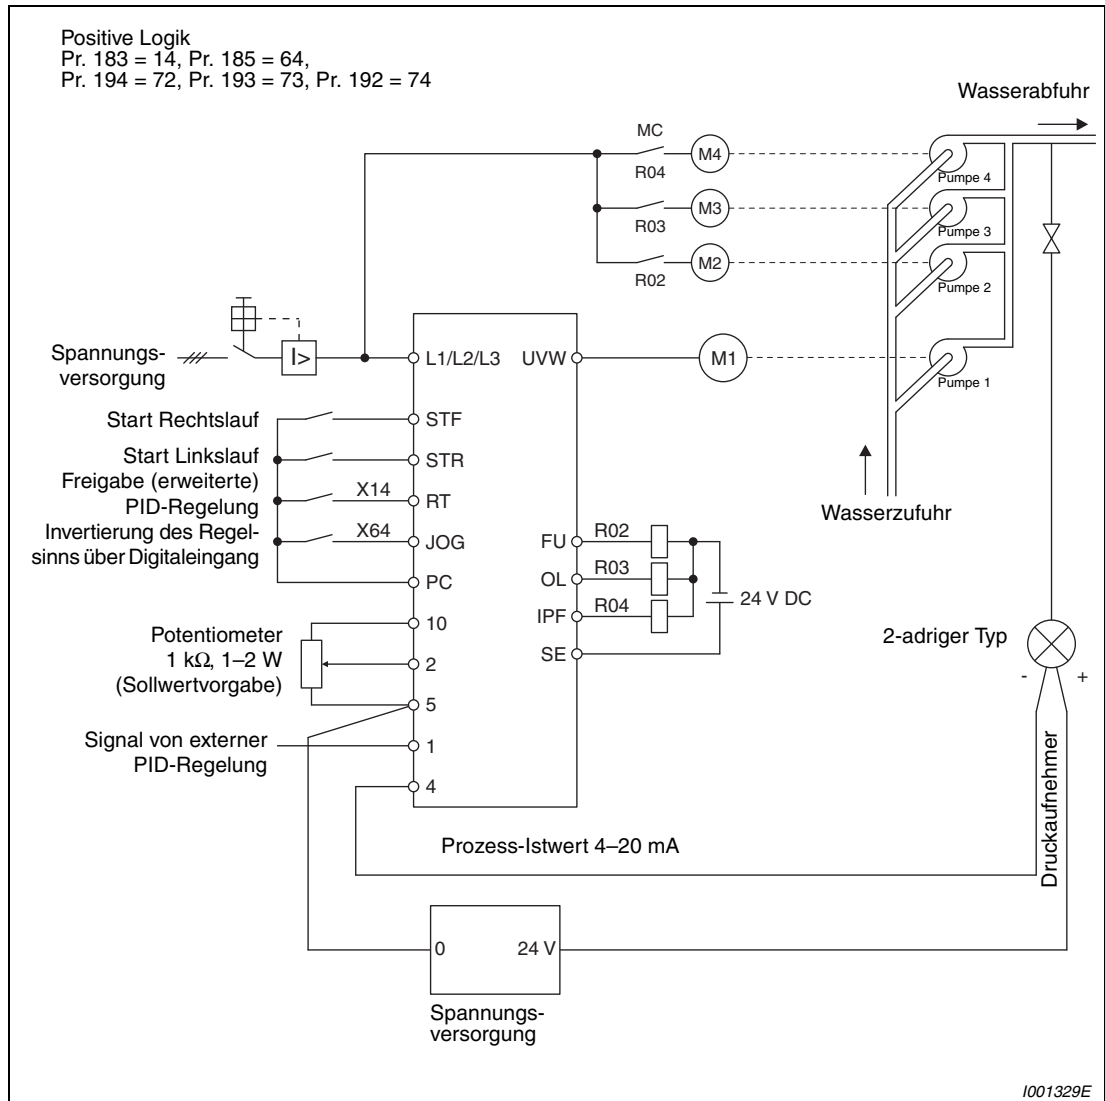 Positive Logik
Pr. 183 = 14, Pr. 185 = 64,
Pr. 194 = 72, Pr. 193 = 73, Pr. 192 = 74
Wasserabfuhr
MC
M4
R04
Pumpe 4
M3
R03
Pumpe 3
M2
R02
Pumpe 2
Spannungs-
versorgung
I>
L1/L2/L3
UVW
M1
Pumpe 1
Start Rechtslauf
STF
Start Linkslauf
STR
Freigabe (erweiterte)
PID-Regelung
X14
RT
Invertierung des Regel-
sinns über Digitaleingang
X64
JOG
PC
Wasserzufuhr
FU
R02
OL
R03
IPF
R04
SE
24 V DC
Potentiometer
1 kΩ, 1–2 W
(Sollwertvorgabe)
10
2
5
2-adriger Typ
- +
Signal von externer
PID-Regelung
1
4
Druckaufnehmer
Prozess-Istwert 4–20 mA
0
24 V
Spannungs-
versorgung
I001329E